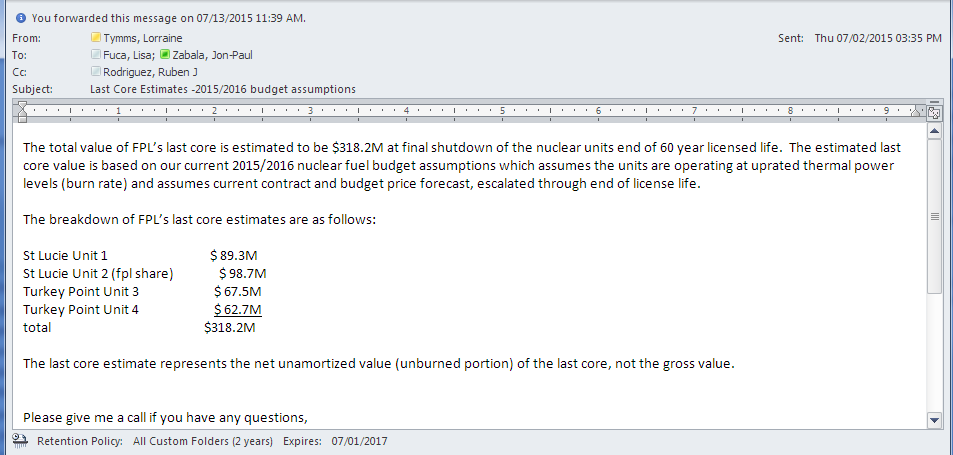 You forwarded this message on 07/13/2015 11:39 AM.
From: Tymms, Lorraine Sent: Thu 07/02/2015 03:35 PM
To: Fuca, Lisa; Zabala, Jon-Paul
Cc: Rodriguez, Ruben J
Subject: Last Core Estimates -2015/2016 budget assumptions
1 2 3 4 5 6 7 8 9
The total value of FPL's last core is estimated to be $318.2M at final shutdown of the nuclear units end of 60 year licensed life. The estimated last
core value is based on our current 2015/2016 nuclear fuel budget assumptions which assumes the units are operating at uprated thermal power
levels (burn rate) and assumes current contract and budget price forecast, escalated through end of license life.
The breakdown of FPL's last core estimates are as follows:
St Lucie Unit 1 $ 89.3M
St Lucie Unit 2 (fpl share) $ 98.7M
Turkey Point Unit 3 $ 67.5M
Turkey Point Unit 4 $ 62.7M
total $318.2M
The last core estimate represents the net unamortized value (unburned portion) of the last core, not the gross value.
Please give me a call if you have any questions,
Retention Policy: All Custom Folders (2 years) Expires: 07/01/2017